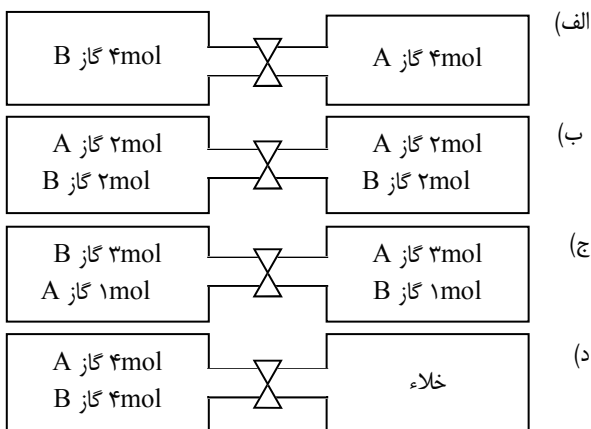 الف)
۴mol گاز A
۴mol گاز B
ب)
۲mol گاز A
۲mol گاز B
۲mol گاز A
۲mol گاز B
ج)
۳mol گاز A
۱mol گاز B
۳mol گاز B
۱mol گاز A
د)
خلاء
۴mol گاز A
۴mol گاز B